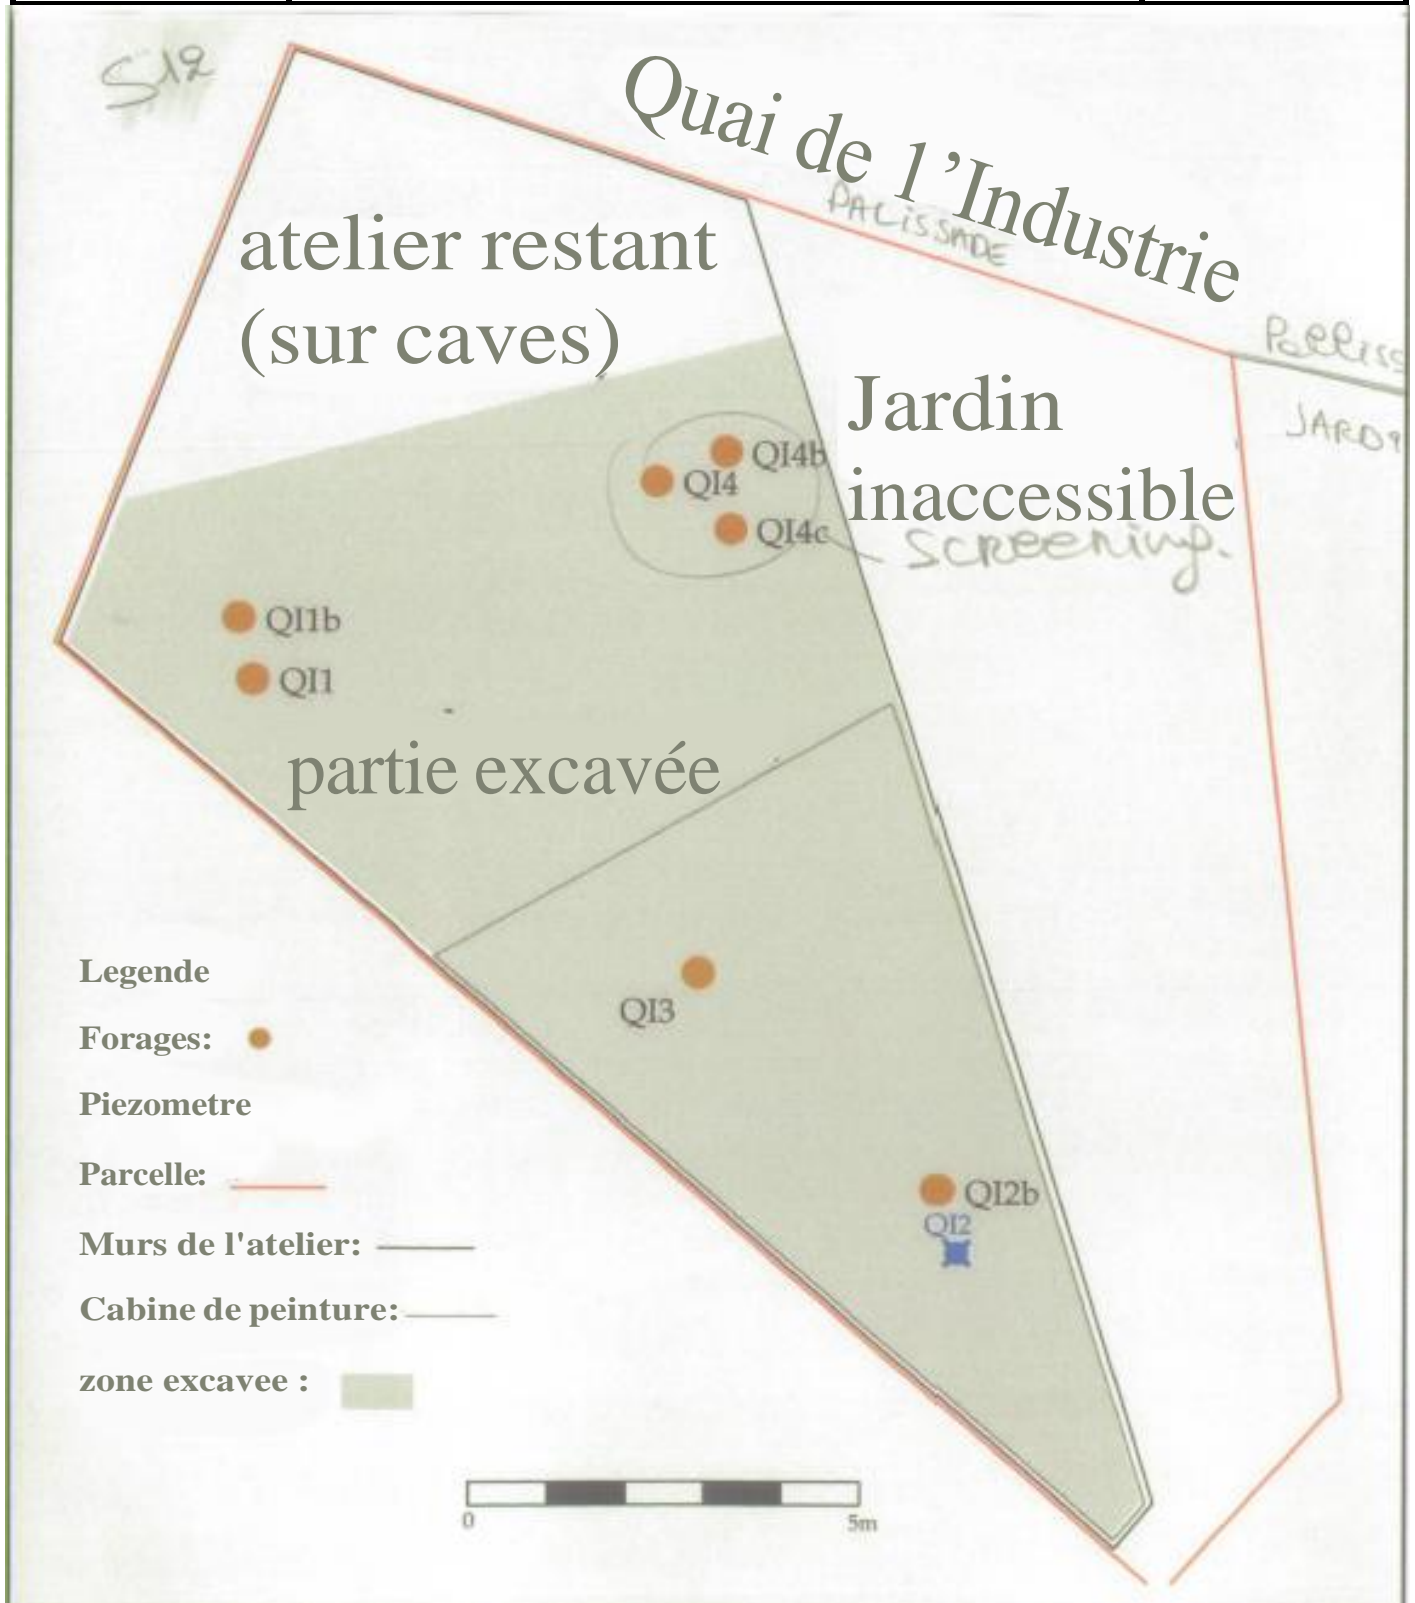 S12
Quai de l’Industrie
PALISSADE
atelier restant
(sur caves)
Palliss
JARDI
Jardin
inaccessible
QI4b
QI4
QI4c
Screening.
QI1b
QI1
partie excavée
Legende
QI3
Forages:
Piezometre
Parcelle:
QI2b
QI2
Murs de l'atelier:
Cabine de peinture:
zone excavee :
0
5m